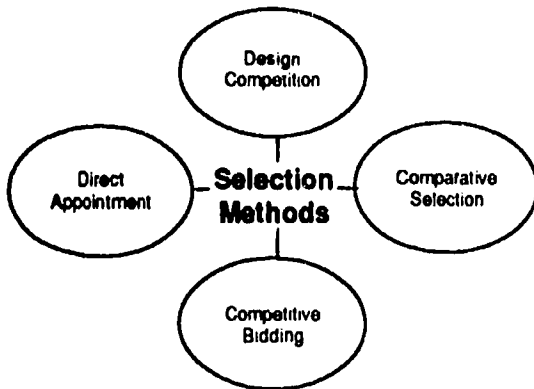 Design
Competition
Direct
Appointment
Selection
Methods
Comparative
Selection
Competitive
Bidding